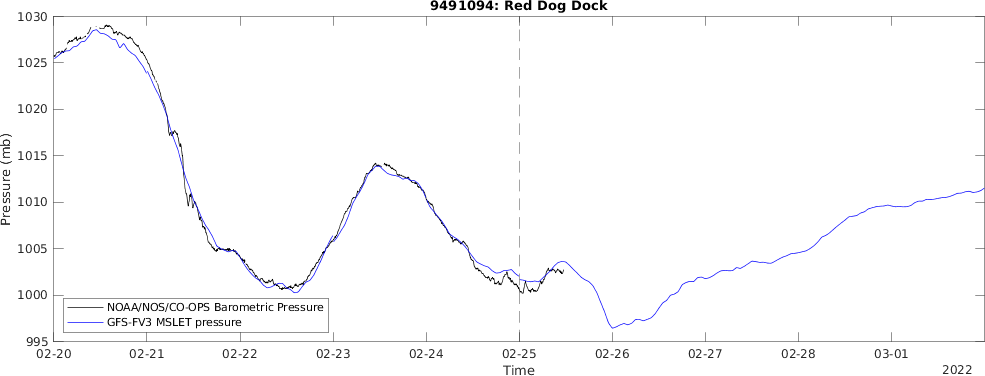 9491094: Red Dog Dock
1030
1025
1020
1015
1010
1005
1000
995
Pressure (mb)
NOAA/NOS/CO-OPS Barometric Pressure
GFS-FV3 MSLET pressure
02-20 02-21 02-22 02-23 02-24 02-25 02-26 02-27 02-28 03-01
Time
2022